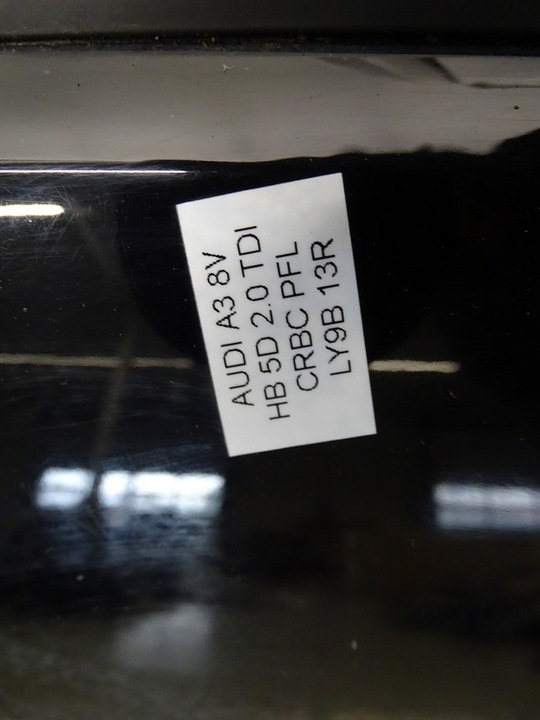 AUDI A3 8V
HB 5D 2.0 TDI
CRBC PFL
LY9B 13R